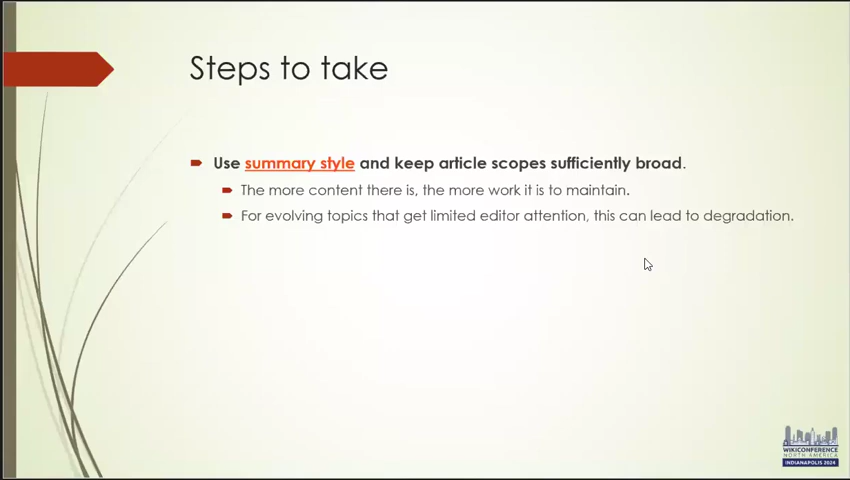 Steps to take
Use summary style and keep article scopes sufficiently broad.
The more content there is, the more work it is to maintain.
For evolving topics that get limited editor attention, this can lead to degradation.
WIKICONFERENCE
NORTH AMERICA
INDIANAPOLIS 2024